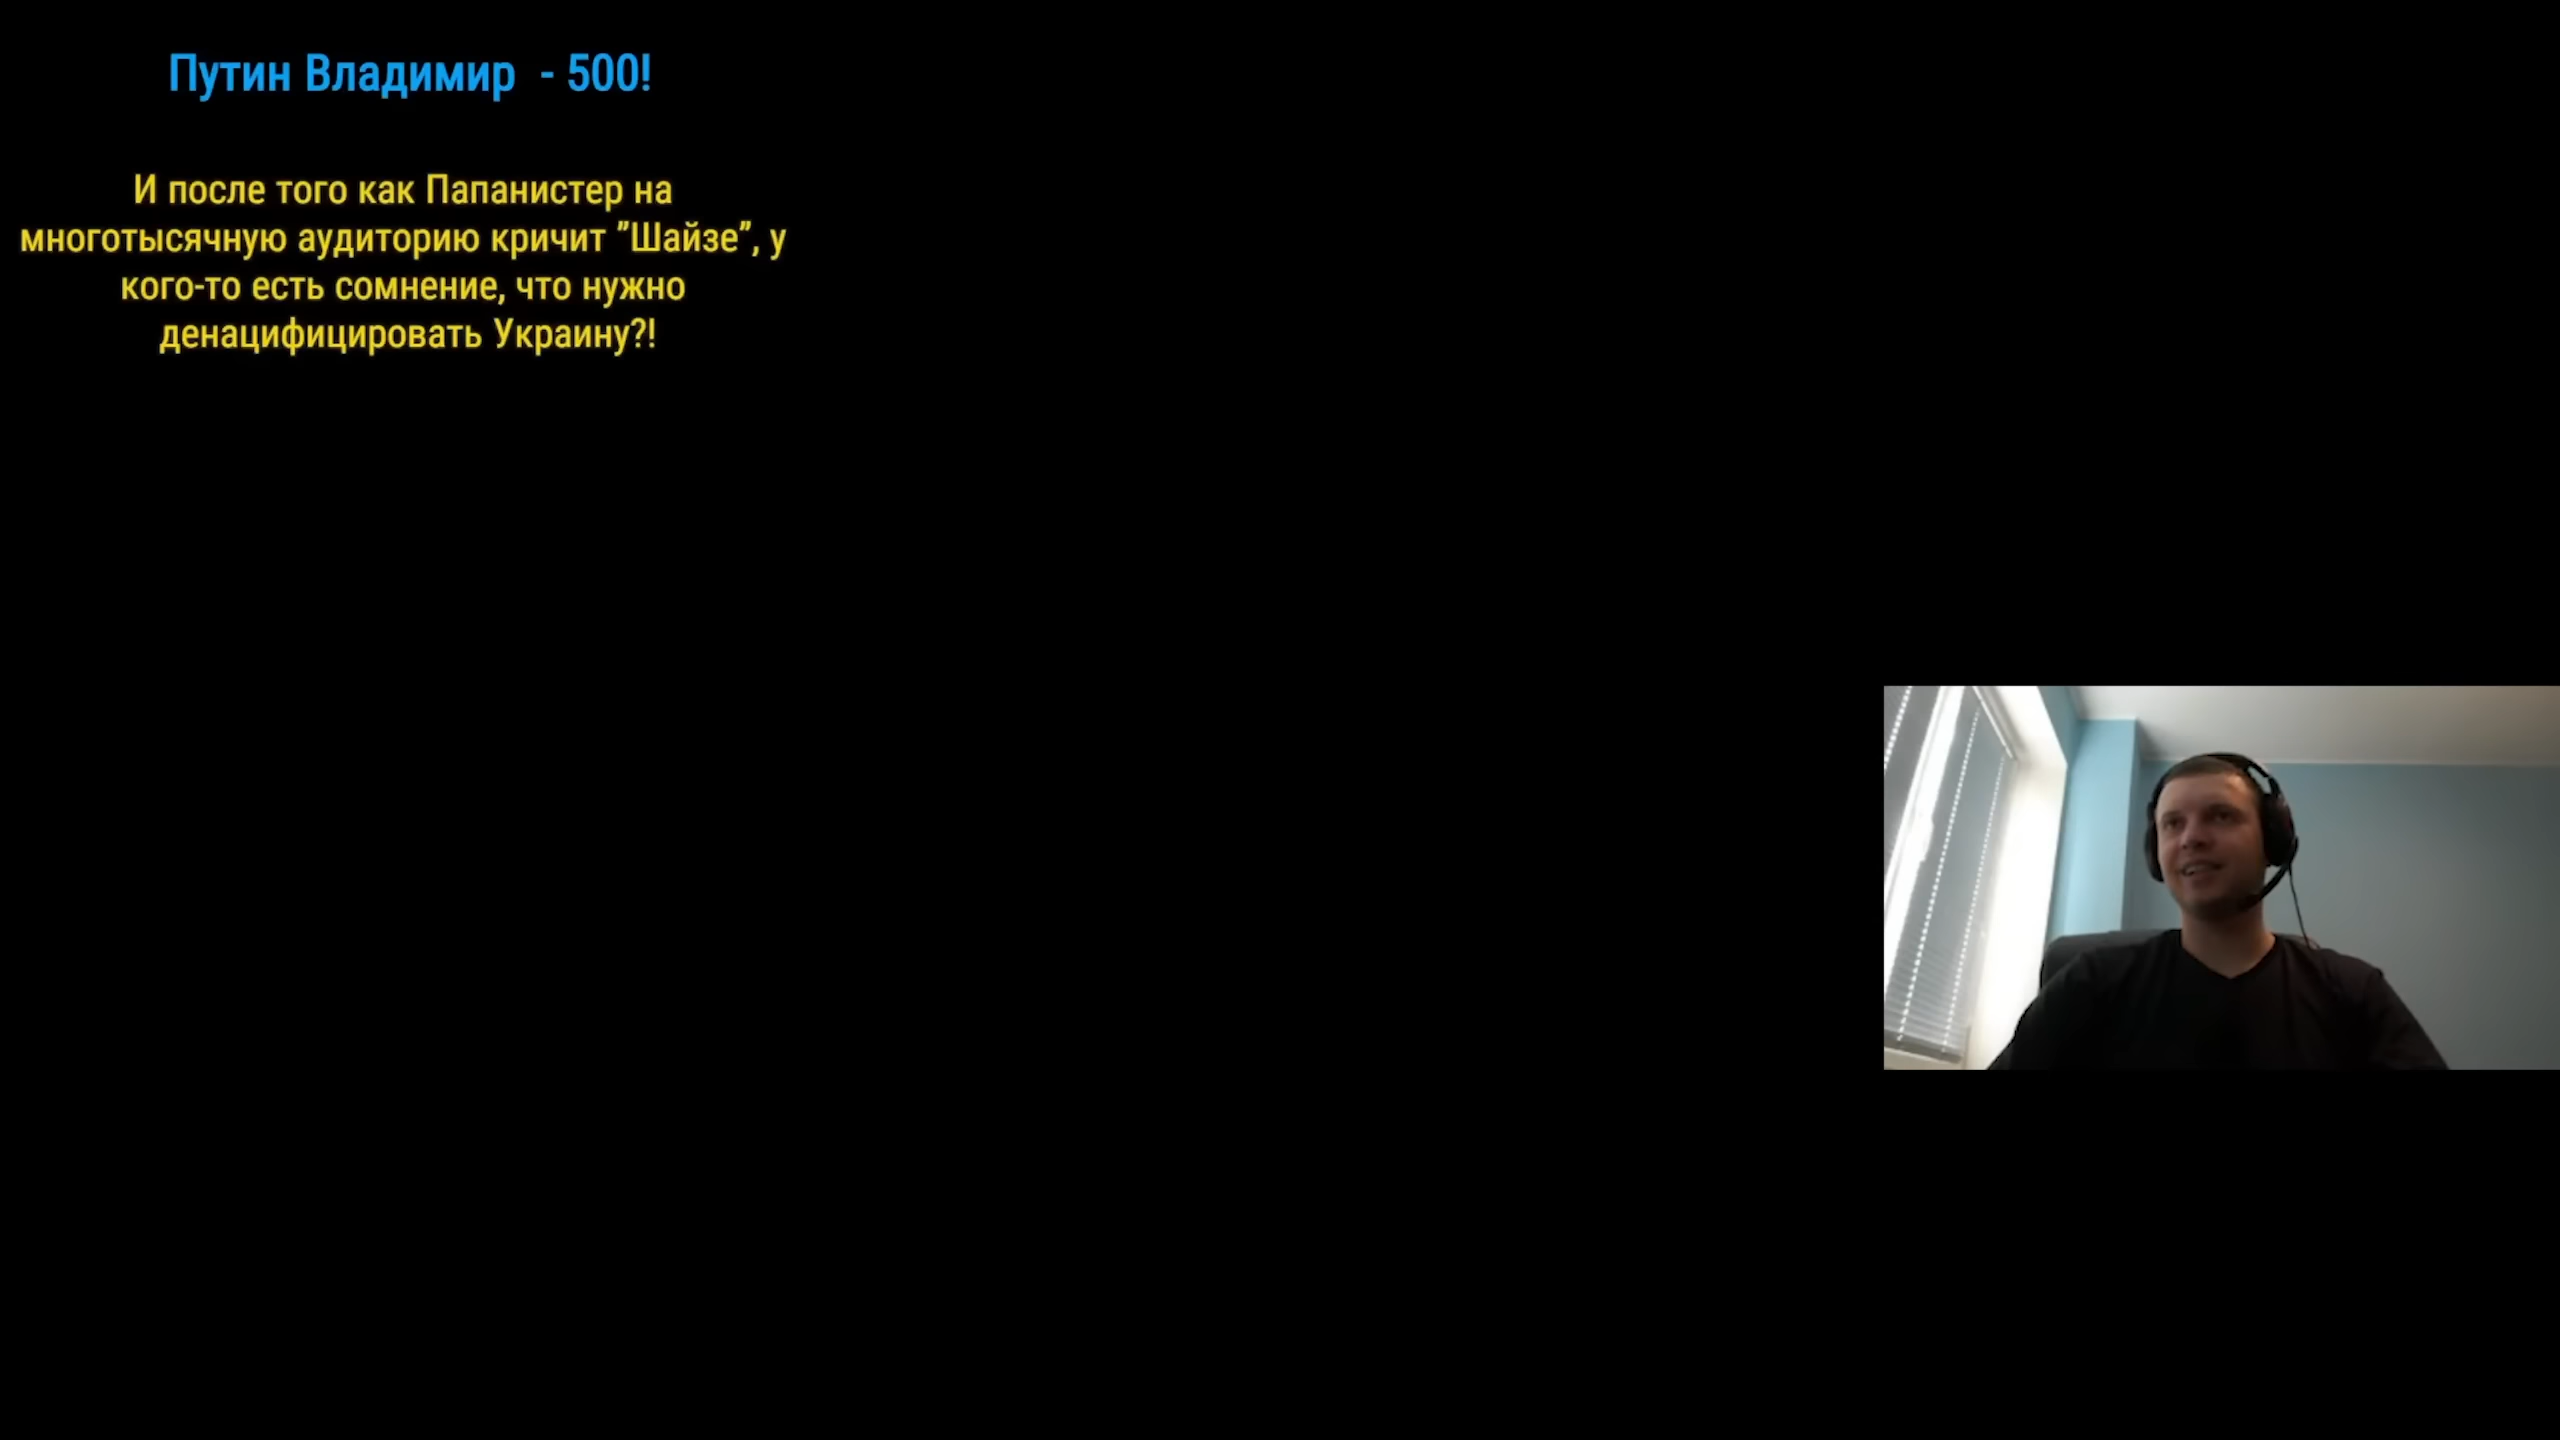 Путин Владимир  - 500!
И после того как Папанистер на
многотысячную аудиторию кричит ”Шайзе”, у
кого-то есть сомнение, что нужно
денацифицировать Украину?!